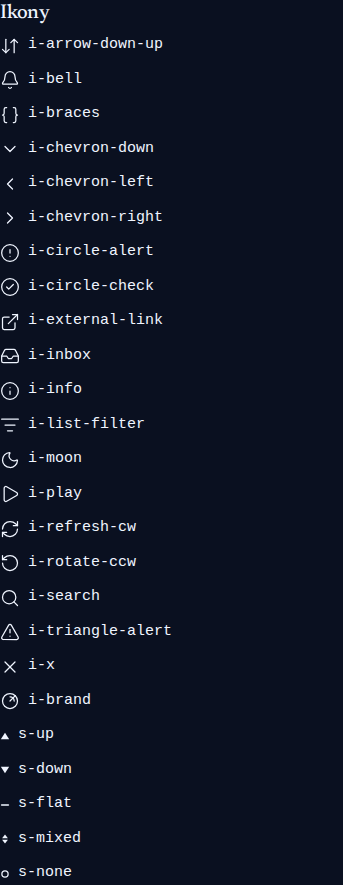 Ikony
i-arrow-down-up
i-bell
i-braces
i-chevron-down
i-chevron-left
i-chevron-right
i-circle-alert
i-circle-check
i-external-link
i-inbox
i-info
i-list-filter
i-moon
i-play
i-refresh-cw
i-rotate-ccw
i-search
i-triangle-alert
i-x
i-brand
s-up
s-down
s-flat
s-mixed
s-none